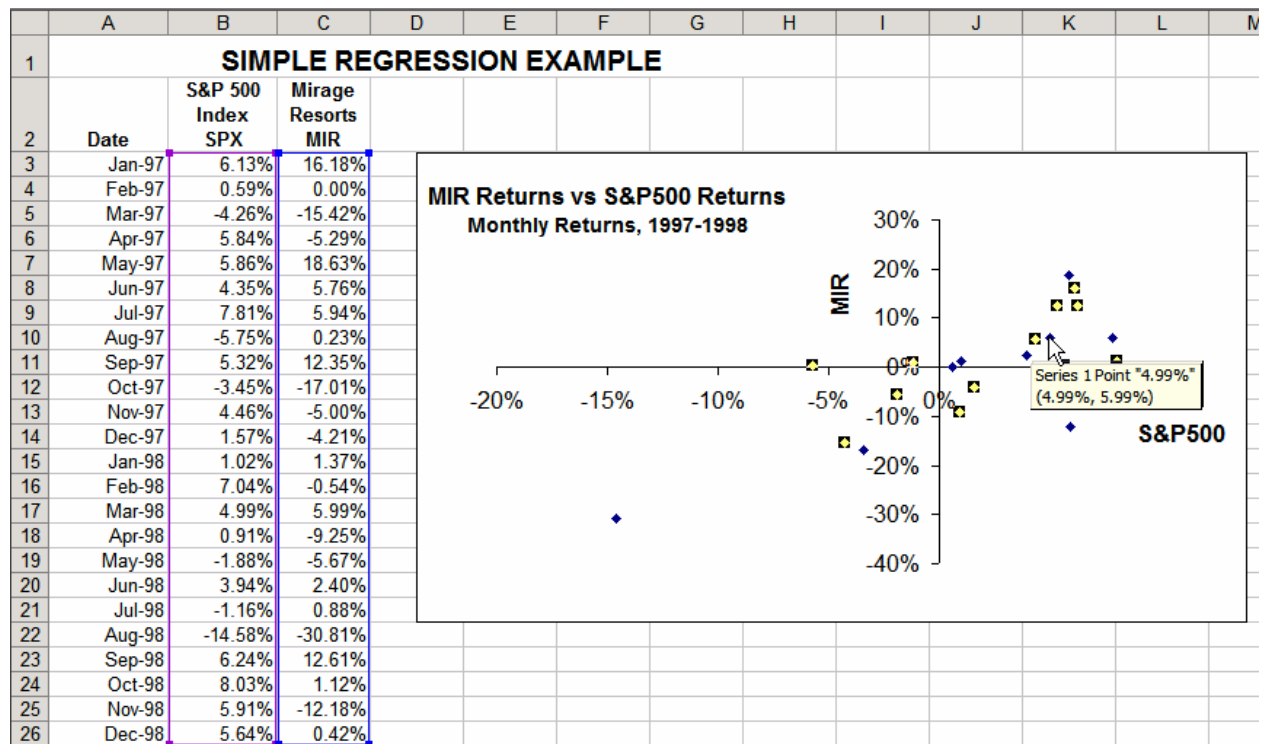 A B C D E F G H I J K L
1 SIMPLE REGRESSION EXAMPLE
S&P 500 Mirage
Index Resorts
2 Date SPX MIR
3 Jan-97 6.13% 16.18%
4 Feb-97 0.59% 0.00%
5 Mar-97 -4.26% -15.42%
6 Apr-97 5.84% -5.29%
7 May-97 5.86% 18.63%
8 Jun-97 4.35% 5.76%
9 Jul-97 7.81% 5.94%
10 Aug-97 -5.75% 0.23%
11 Sep-97 5.32% 12.35%
12 Oct-97 -3.45% -17.01%
13 Nov-97 4.46% -5.00%
14 Dec-97 1.57% -4.21%
15 Jan-98 1.02% 1.37%
16 Feb-98 7.04% -0.54%
17 Mar-98 4.99% 5.99%
18 Apr-98 0.91% -9.25%
19 May-98 -1.88% -5.67%
20 Jun-98 3.94% 2.40%
21 Jul-98 -1.16% 0.88%
22 Aug-98 -14.58% -30.81%
23 Sep-98 6.24% 12.61%
24 Oct-98 8.03% 1.12%
25 Nov-98 5.91% -12.18%
26 Dec-98 5.64% 0.42%
MIR Returns vs S&P500 Returns
Monthly Returns, 1997-1998
MIR
30%
20%
10%
0%
-10%
-20%
-30%
-40%
-20% -15% -10% -5% 0%
Series 1 Point "4.99%"
(4.99%, 5.99%)
S&P500